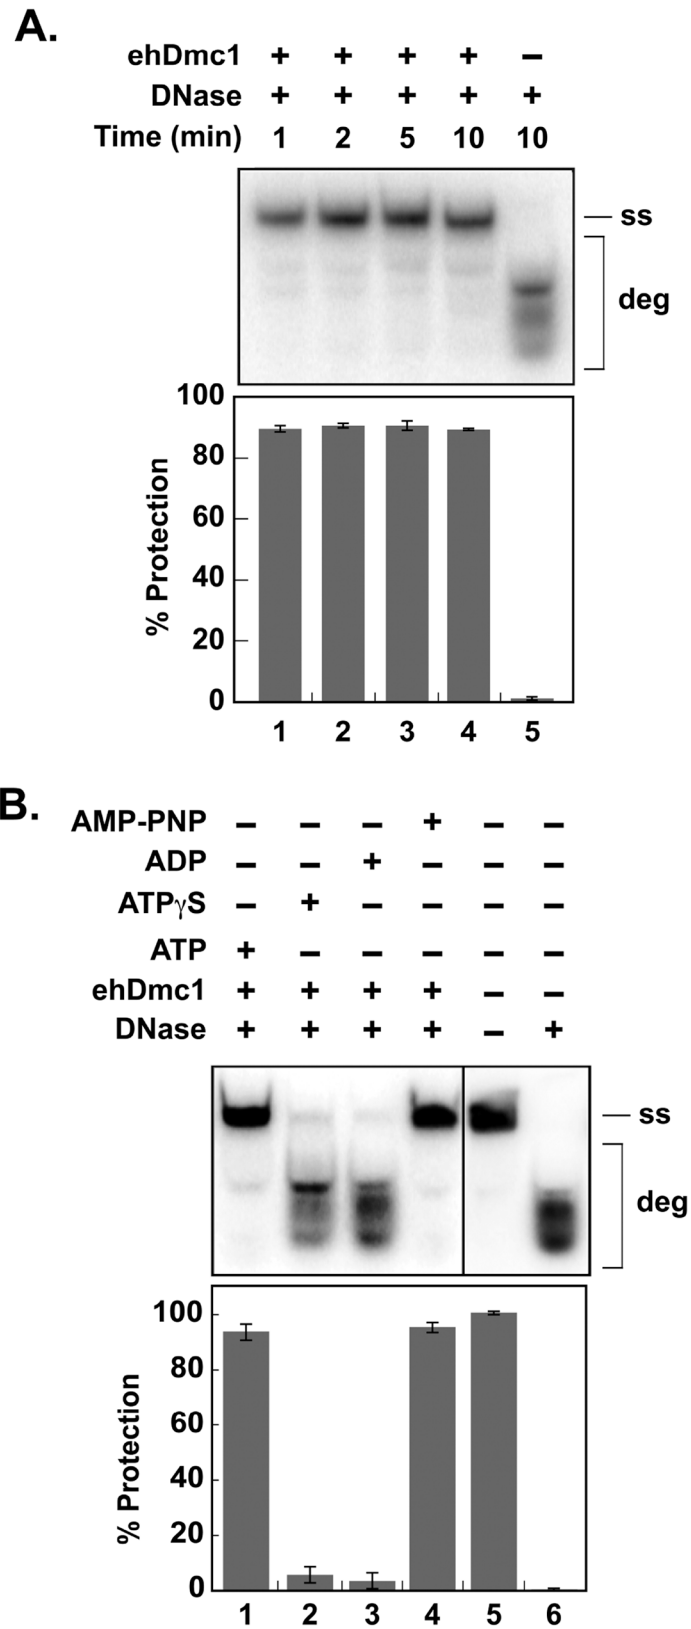 A.
ehDmc1 + + + + −
DNase + + + + +
Time (min) 1 2 5 10 10
ss
deg
100
80
60
40
20
0
% Protection
1 2 3 4 5
B.
AMP-PNP − − − + − −
ADP − − + − − −
ATPγS − + − − − −
ATP + − − − − −
ehDmc1 + + + + − −
DNase + + + + − +
ss
deg
100
80
60
40
20
0
% Protection
1 2 3 4 5 6